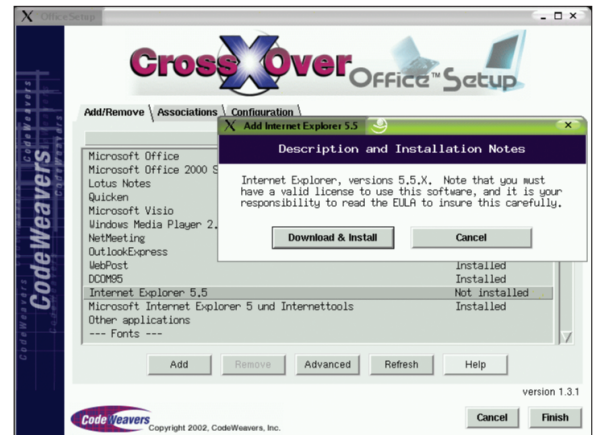 Office Setup
CrossOver Office™ Setup
Add/Remove
Associations
Configuration
Add Internet Explorer 5.5
Description and Installation Notes
Internet Explorer, versions 5.5.X. Note that you must
have a valid license to use this software, and it is your
responsibility to read the EULA to insure this carefully.
Download & Install
Cancel
Microsoft Office
Microsoft Office 2000 S
Lotus Notes
Quicken
Microsoft Visio
Windows Media Player 2.
NetMeeting
OutlookExpress
WebPost Installed
DCOM95 Installed
Internet Explorer 5.5 Not installed
Microsoft Internet Explorer 5 und Internettools Installed
Other applications
--- Fonts ---
Add
Remove
Advanced
Refresh
Help
version 1.3.1
CodeWeavers
Copyright 2002, CodeWeavers, Inc.
Cancel
Finish
CodeWeavers
CodeWeavers
CodeWeavers